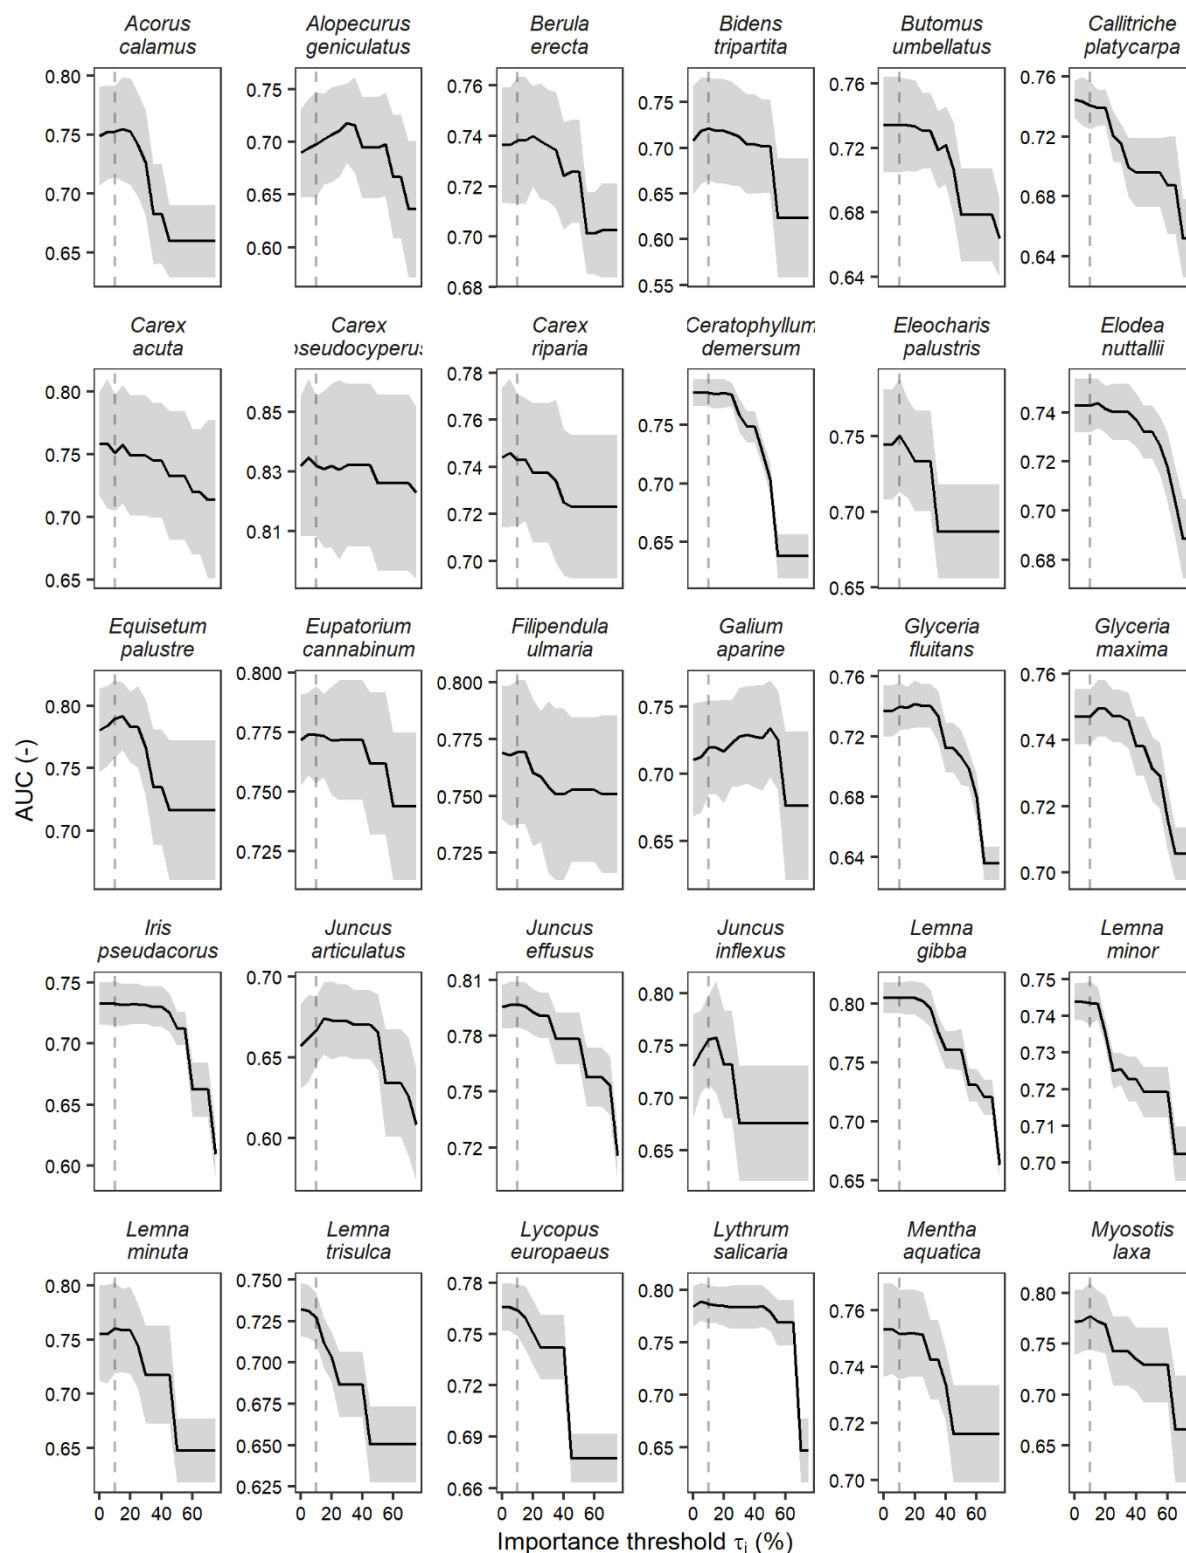 Acorus Alopecurus Berula Bidens Butomus Callitriche
calamus geniculatus erecta tripartita umbellatus platycarpa
0.80 0.75 0.70 0.65
0.75 0.70 0.65 0.60
0.76 0.74 0.72 0.70 0.68
0.75 0.70 0.65 0.60 0.55
0.76 0.72 0.68 0.64
0.76 0.72 0.68 0.64
Carex Carex Carex Ceratophyllum Eleocharis Elodea
acuta pseudocyperus riparia demersum palustris nuttallii
0.80 0.75 0.70 0.65
0.85 0.83 0.81
0.78 0.76 0.74 0.72 0.70
0.75 0.70 0.65
0.75 0.70 0.65
0.74 0.72 0.70 0.68
Equisetum Eupatorium Filipendula Galium Glyceria Glyceria
palustre cannabinum ulmaria aparine fluitans maxima
0.80 0.75 0.70
0.800 0.775 0.750 0.725
0.800 0.775 0.750 0.725
0.75 0.70 0.65
0.76 0.72 0.68 0.64
0.76 0.74 0.72 0.70
AUC (-)
Iris Juncus Juncus Juncus Lemna Lemna
pseudacorus articulatus effusus inflexus gibba minor
0.75 0.70 0.65 0.60
0.70 0.65 0.60
0.81 0.78 0.75 0.72
0.80 0.75 0.70 0.65
0.80 0.75 0.70 0.65
0.75 0.74 0.73 0.72 0.71 0.70
Lemna Lemna Lycopus Lythrum Mentha Myosotis
minuta trisulca europaeus salicaria aquatica laxa
0.80 0.75 0.70 0.65
0.750 0.725 0.700 0.675 0.650 0.625
0.78 0.75 0.72 0.69 0.66
0.80 0.75 0.70 0.65
0.76 0.74 0.72 0.70
0.80 0.75 0.70 0.65
0 20 40 60 0 20 40 60 0 20 40 60 0 20 40 60 0 20 40 60 0 20 40 60
Importance threshold τi (%)